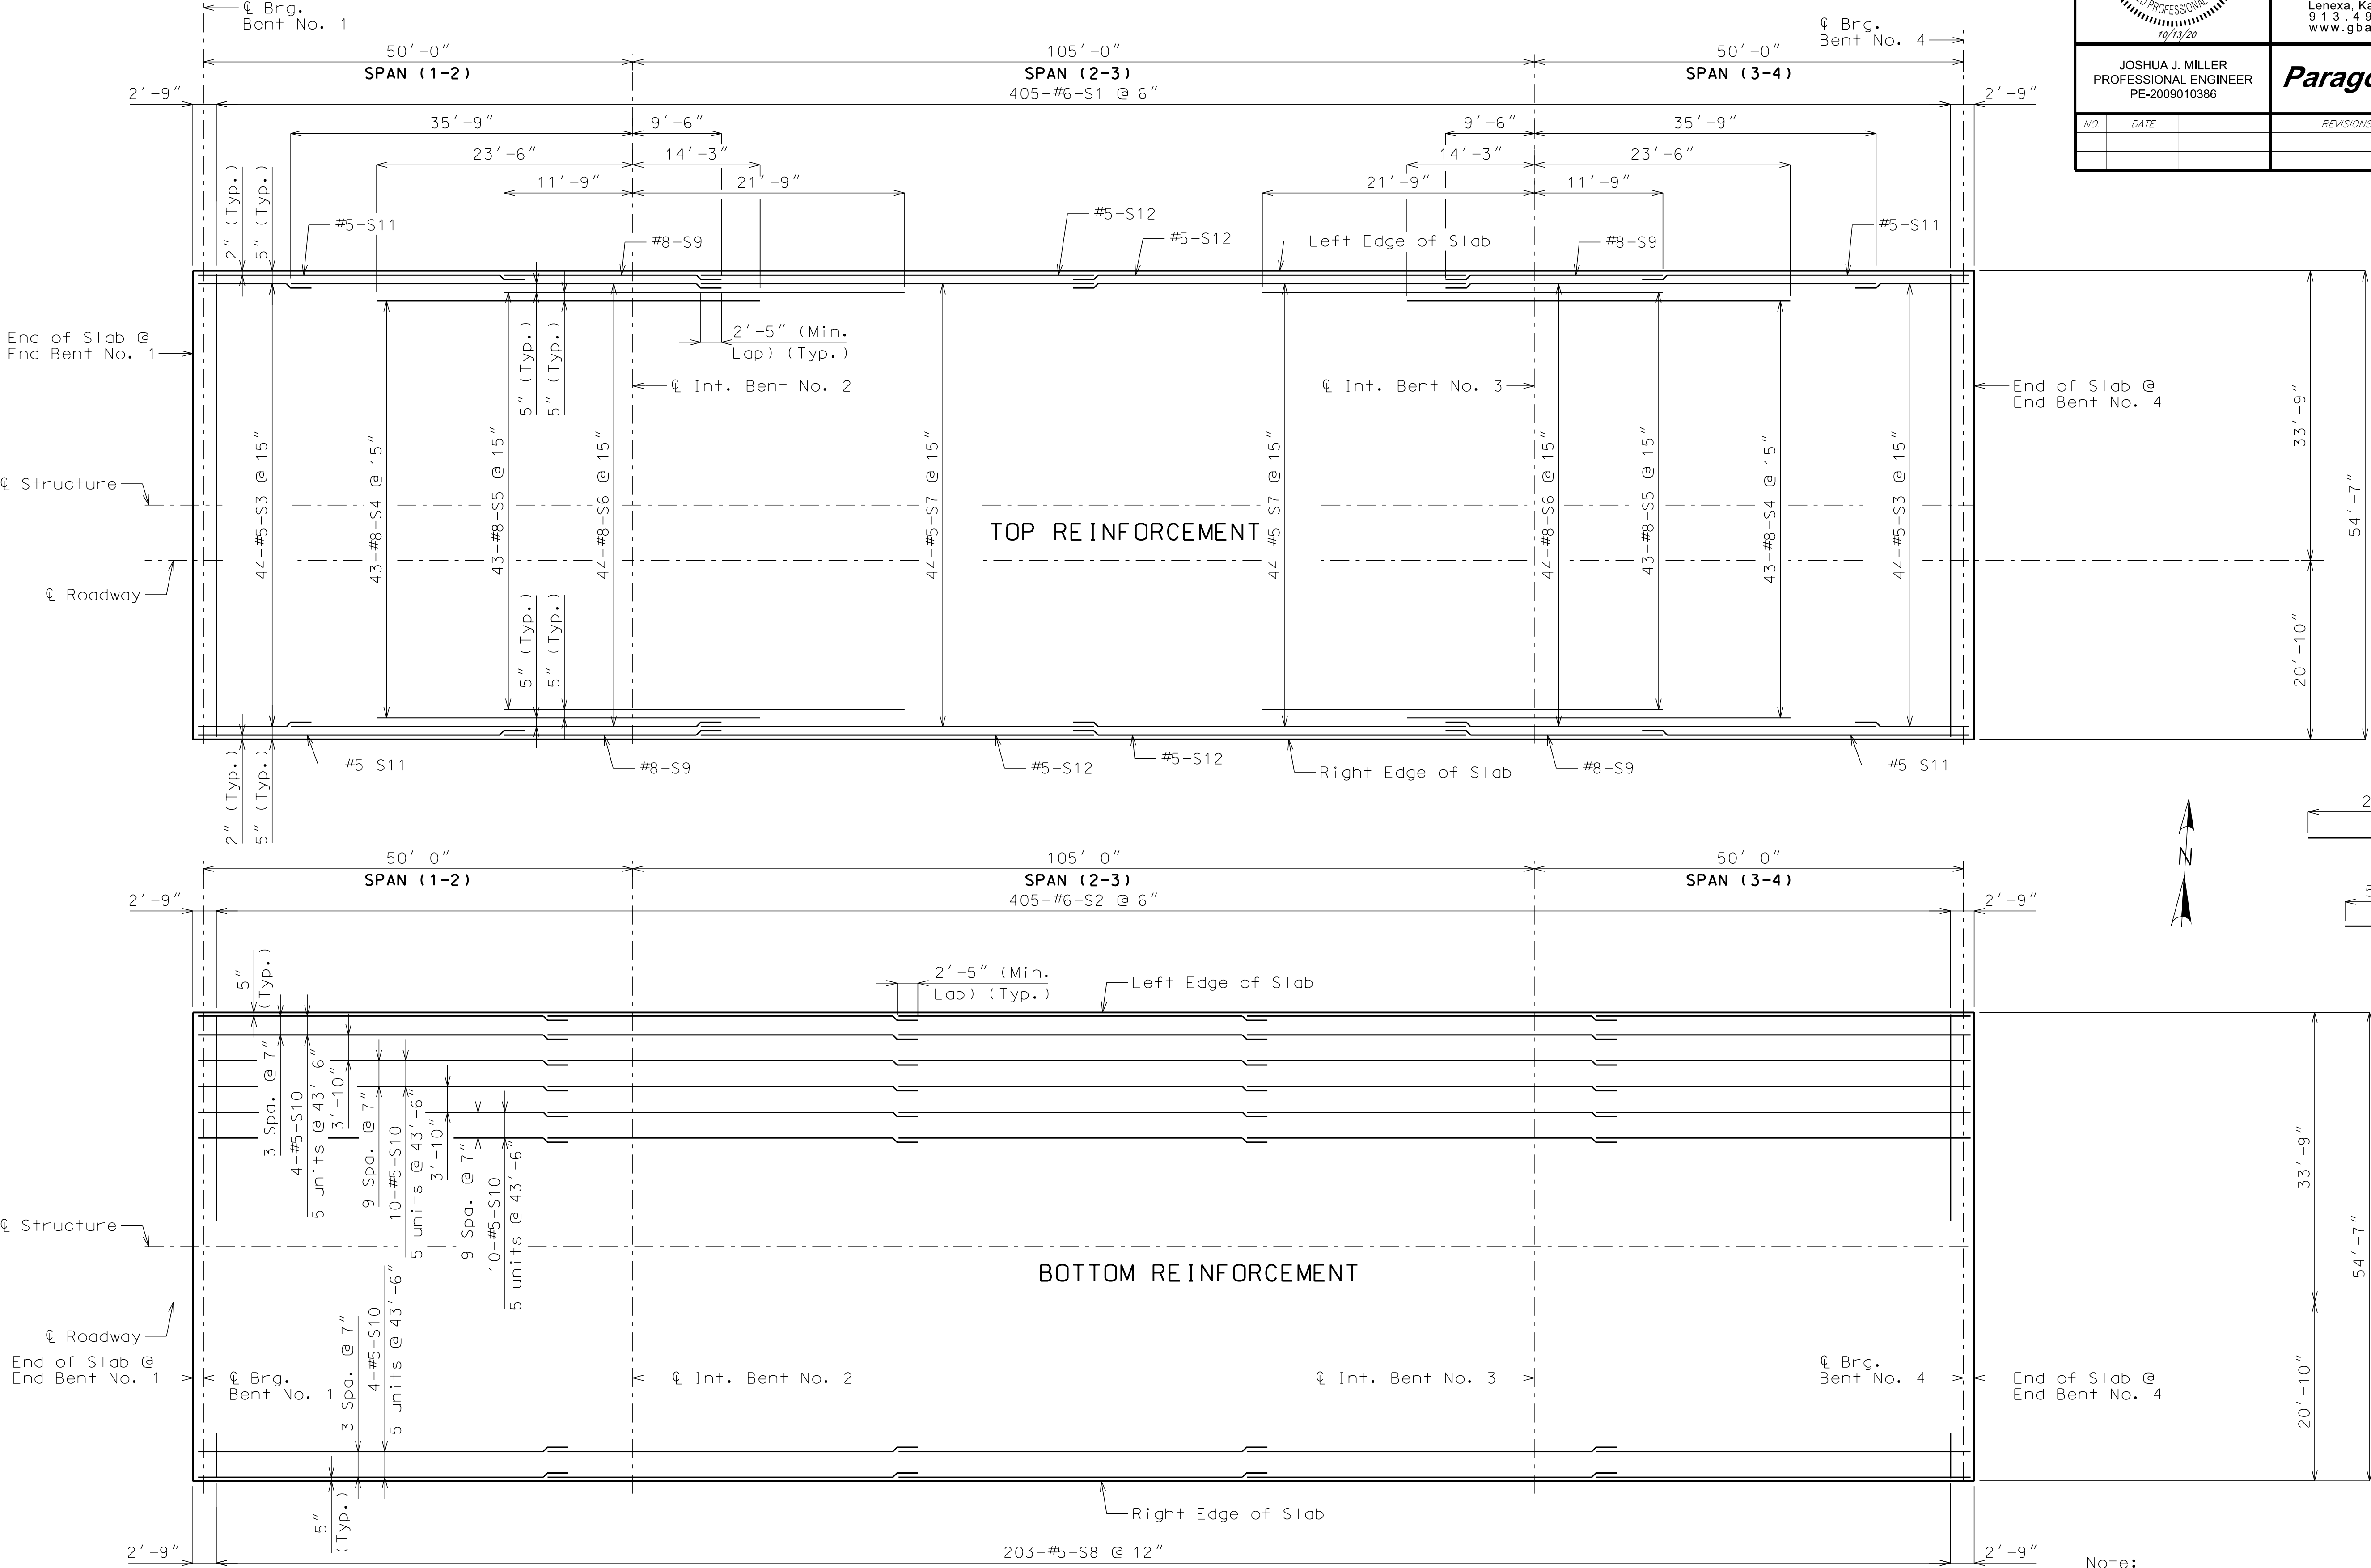 ℄ Brg.
Bent No. 1
50'-0"
SPAN (1-2)
105'-0"
SPAN (2-3)
50'-0"
SPAN (3-4)
℄ Brg.
Bent No. 4
2'-9"
405-#6-S1 @ 6"
2'-9"
35'-9"
9'-6"
9'-6"
35'-9"
23'-6"
14'-3"
14'-3"
23'-6"
11'-9"
21'-9"
21'-9"
11'-9"
2" (Typ.)
5" (Typ.)
#5-S11
#8-S9
#5-S12
#5-S12
Left Edge of Slab
#8-S9
#5-S11
End of Slab @
End Bent No. 1
5" (Typ.)
5" (Typ.)
2'-5" (Min.
Lap) (Typ.)
℄ Int. Bent No. 2
℄ Int. Bent No. 3
End of Slab @
End Bent No. 4
44-#5-S3 @ 15"
43-#8-S4 @ 15"
43-#8-S5 @ 15"
44-#8-S6 @ 15"
44-#5-S7 @ 15"
44-#5-S7 @ 15"
44-#8-S6 @ 15"
43-#8-S5 @ 15"
43-#8-S4 @ 15"
44-#5-S3 @ 15"
33'-9"
54'-7"
20'-10"
℄ Structure
TOP REINFORCEMENT
℄ Roadway
5" (Typ.)
5" (Typ.)
2" (Typ.)
5" (Typ.)
#5-S11
#8-S9
#5-S12
#5-S12
Right Edge of Slab
#8-S9
#5-S11
PROFESSIONAL
10/13/20
Lenexa, Ka
913.49
www.gba
JOSHUA J. MILLER
PROFESSIONAL ENGINEER
PE-2009010386
NO.
DATE
REVISIONS
N
50'-0"
SPAN (1-2)
105'-0"
SPAN (2-3)
50'-0"
SPAN (3-4)
2'-9"
405-#6-S2 @ 6"
2'-9"
5"
(Typ.)
2'-5" (Min.
Lap) (Typ.)
Left Edge of Slab
3 Spa. @ 7"
4-#5-S10
5 units @ 43'-6"
3'-10"
9 Spa. @ 7"
10-#5-S10
5 units @ 43'-6"
3'-10"
9 Spa. @ 7"
10-#5-S10
5 units @ 43'-6"
33'-9"
54'-7"
20'-10"
℄ Structure
BOTTOM REINFORCEMENT
℄ Roadway
End of Slab @
End Bent No. 1
℄ Brg.
Bent No. 1
3 Spa. @ 7"
4-#5-S10
5 units @ 43'-6"
℄ Int. Bent No. 2
℄ Int. Bent No. 3
℄ Brg.
Bent No. 4
End of Slab @
End Bent No. 4
5"
(Typ.)
Right Edge of Slab
2'-9"
203-#5-S8 @ 12"
2'-9"
Note: